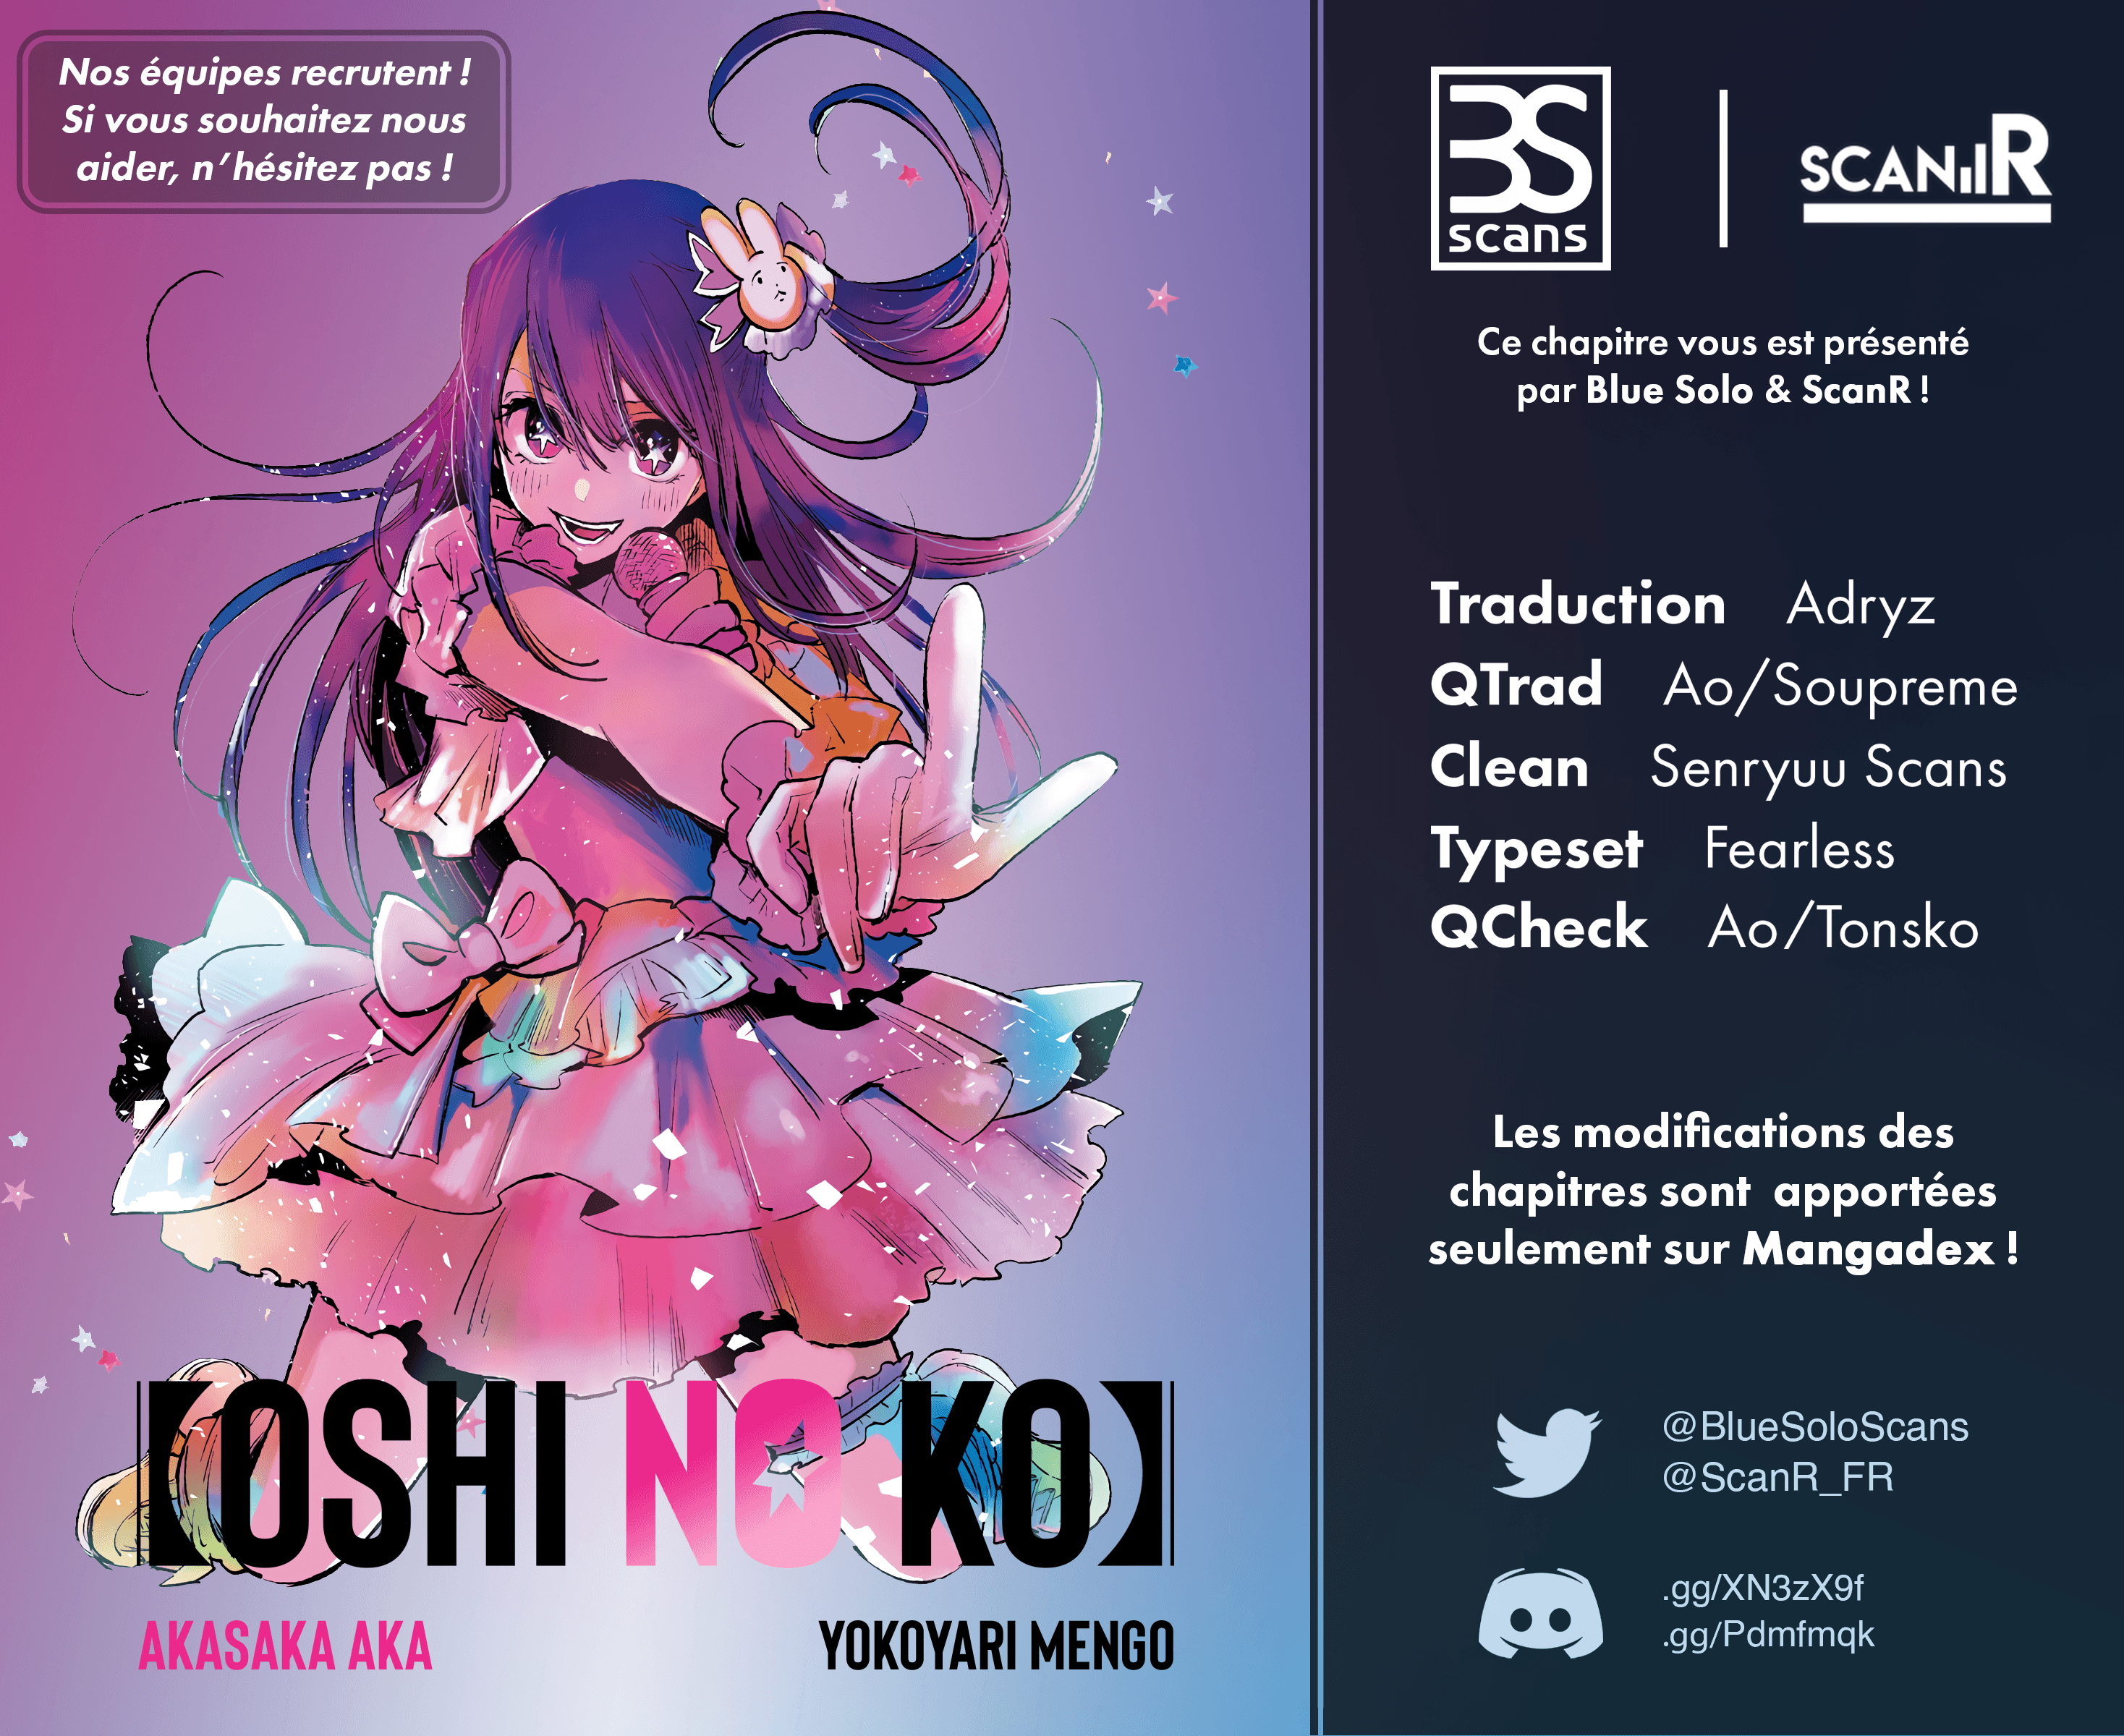 Nos équipes recrutent !
Si vous souhaitez nous
aider, n'hésitez pas !
【OSHI NO KO】
AKASAKA AKA
YOKOYARI MENGO
BS
scans
SCANR
Ce chapitre vous est présenté
par Blue Solo & ScanR !
Traduction Adryz
QTrad Ao/Soupreme
Clean Senryuu Scans
Typeset Fearless
QCheck Ao/Tonsko
Les modifications des
chapitres sont apportées
seulement sur Mangadex !
@BlueSoloScans
@ScanR_FR
.gg/XN3zX9f
.gg/Pdmfmqk